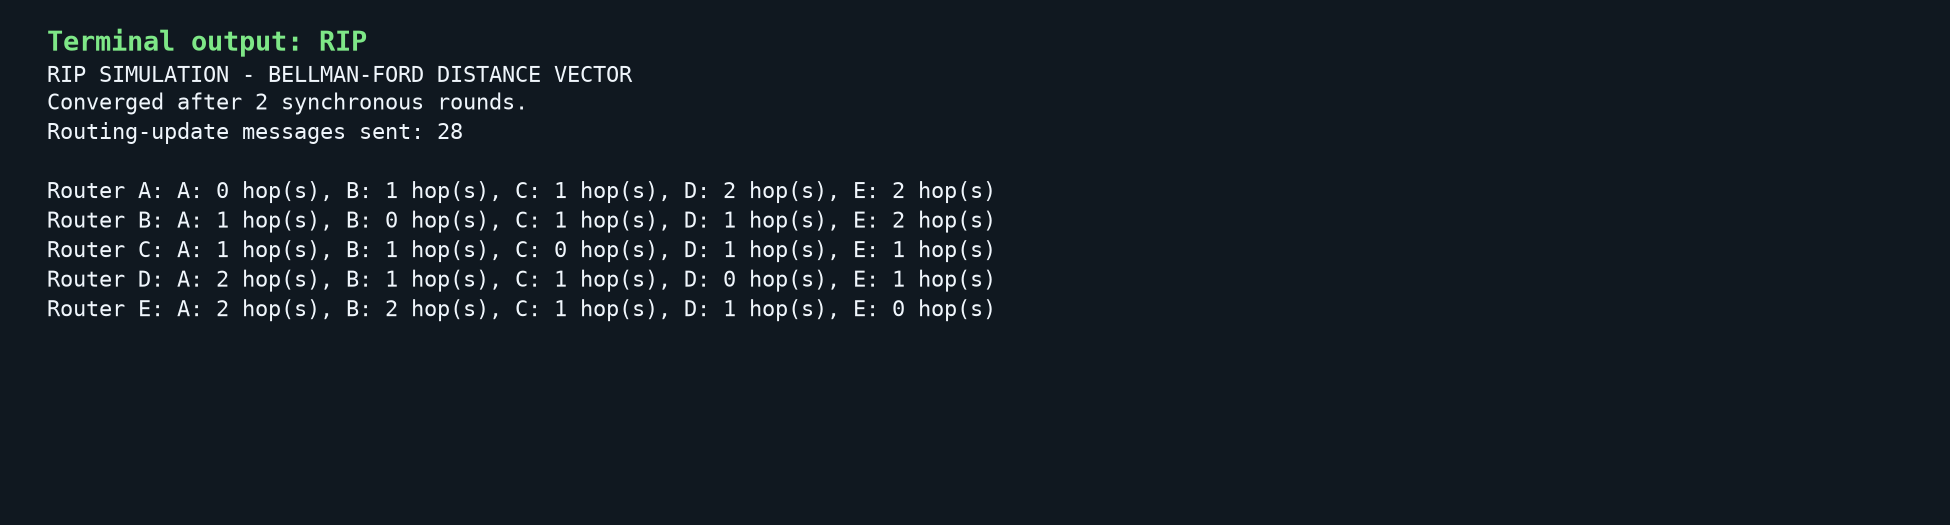 Terminal output: RIP
RIP SIMULATION - BELLMAN-FORD DISTANCE VECTOR
Converged after 2 synchronous rounds.
Routing-update messages sent: 28
Router A: A: 0 hop(s), B: 1 hop(s), C: 1 hop(s), D: 2 hop(s), E: 2 hop(s)
Router B: A: 1 hop(s), B: 0 hop(s), C: 1 hop(s), D: 1 hop(s), E: 2 hop(s)
Router C: A: 1 hop(s), B: 1 hop(s), C: 0 hop(s), D: 1 hop(s), E: 1 hop(s)
Router D: A: 2 hop(s), B: 1 hop(s), C: 1 hop(s), D: 0 hop(s), E: 1 hop(s)
Router E: A: 2 hop(s), B: 2 hop(s), C: 1 hop(s), D: 1 hop(s), E: 0 hop(s)